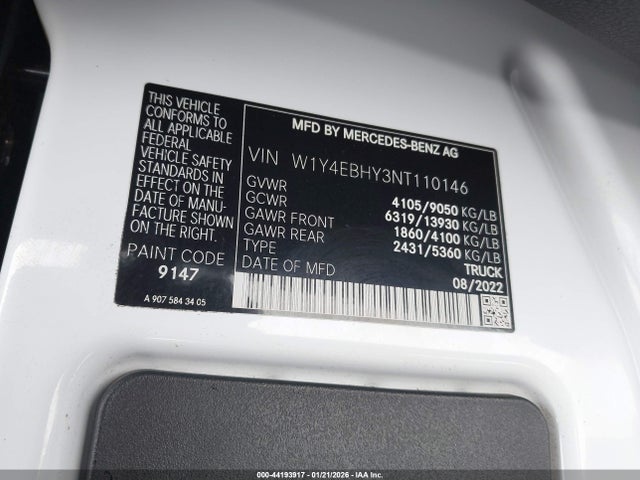 THIS VEHICLE
CONFORMS TO
ALL APPLICABLE
FEDERAL
VEHICLE SAFETY
STANDARDS IN
EFFECT ON THE
DATE OF MANU-
FACTURE SHOWN
ON THE RIGHT.
PAINT CODE
9147
A 907 584 34 05
MFD BY MERCEDES-BENZ AG
VIN W1Y4EBHY3NT110146
GVWR 4105/9050 KG/LB
GCWR 6319/13930 KG/LB
GAWR FRONT 1860/4100 KG/LB
GAWR REAR 2431/5360 KG/LB
TYPE TRUCK
DATE OF MFD 08/2022
000-44193917 - 01/21/2026 - IAA Inc.